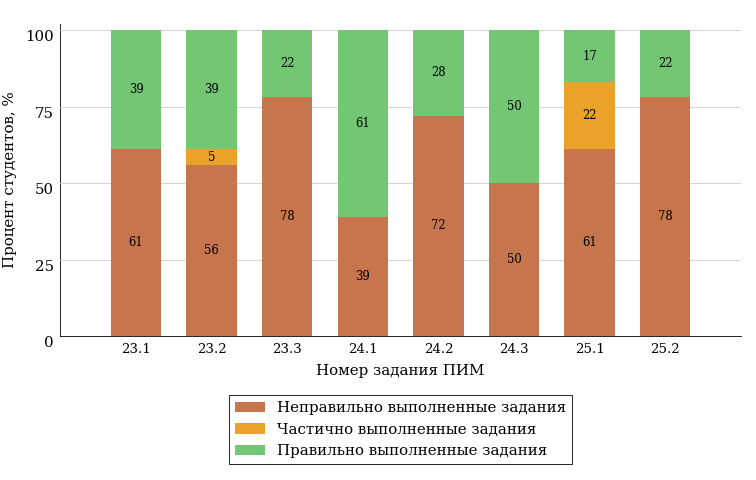 Процент студентов, %
100
75
50
25
0
39 39 22 61 28 50 17 22
5 22
61 56 78 39 72 50 61 78
23.1 23.2 23.3 24.1 24.2 24.3 25.1 25.2
Номер задания ПИМ
Неправильно выполненные задания
Частично выполненные задания
Правильно выполненные задания